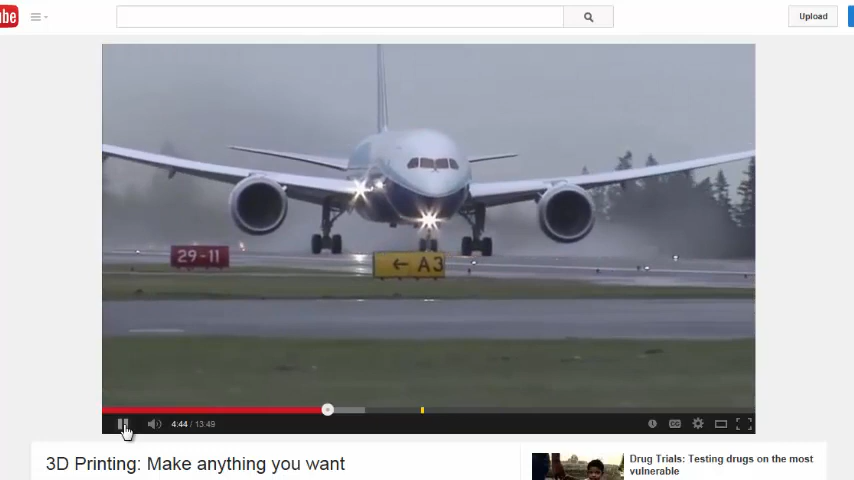 Upload
29-11
← A3
4:44 / 13:49
CC
3D Printing: Make anything you want
Drug Trials: Testing drugs on the most
vulnerable